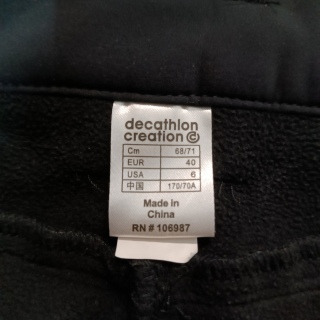 decathlon
creation ©
Cm 68/71
EUR 40
USA 6
中国 170/70A
Made in
China
RN # 106987